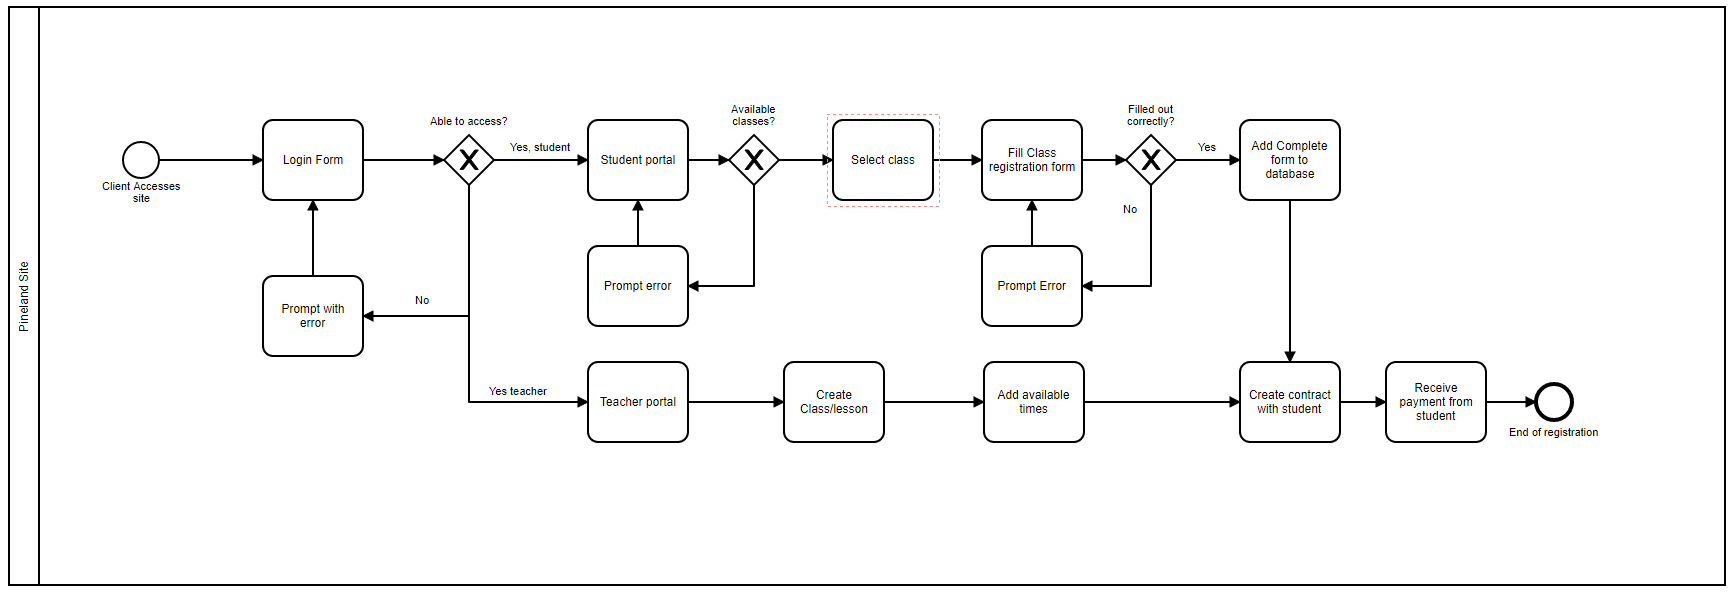 Pineland Site
Client Accesses
site
Login Form
Prompt with
error
Able to access?
X
Yes, student
No
Yes teacher
Student portal
Prompt error
Available
classes?
X
Select class
Fill Class
registration form
Prompt Error
Filled out
correctly?
X
Yes
No
Add Complete
form to
database
Teacher portal
Create
Class/lesson
Add available
times
Create contract
with student
Receive
payment from
student
End of registration